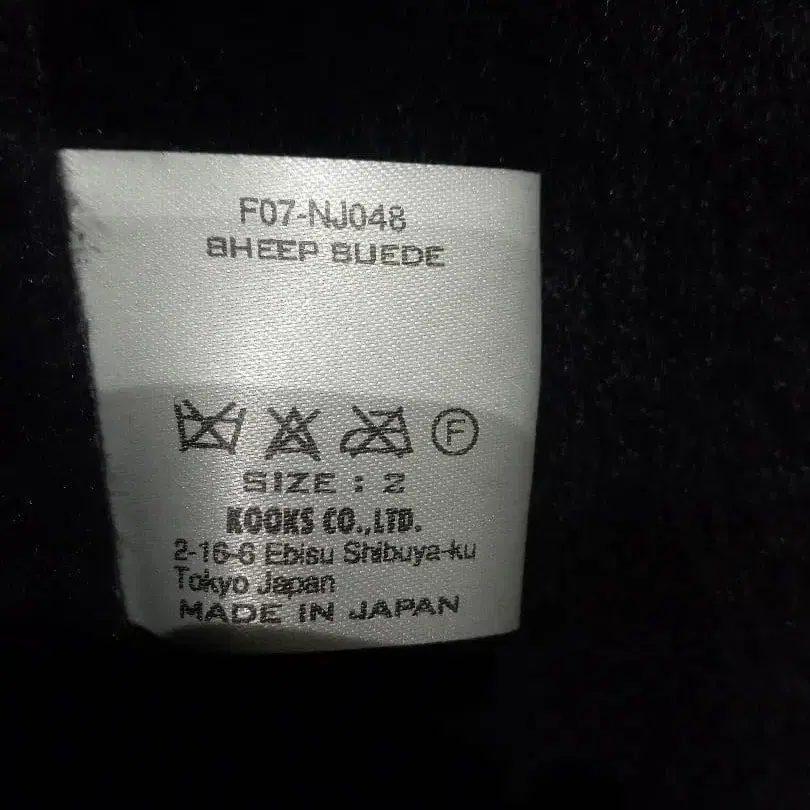 F07-NJ048
SHEEP SUEDE
F
SIZE : 2
KOOKS CO.,LTD.
2-16-6 Ebisu Shibuya-ku
Tokyo Japan
MADE IN JAPAN